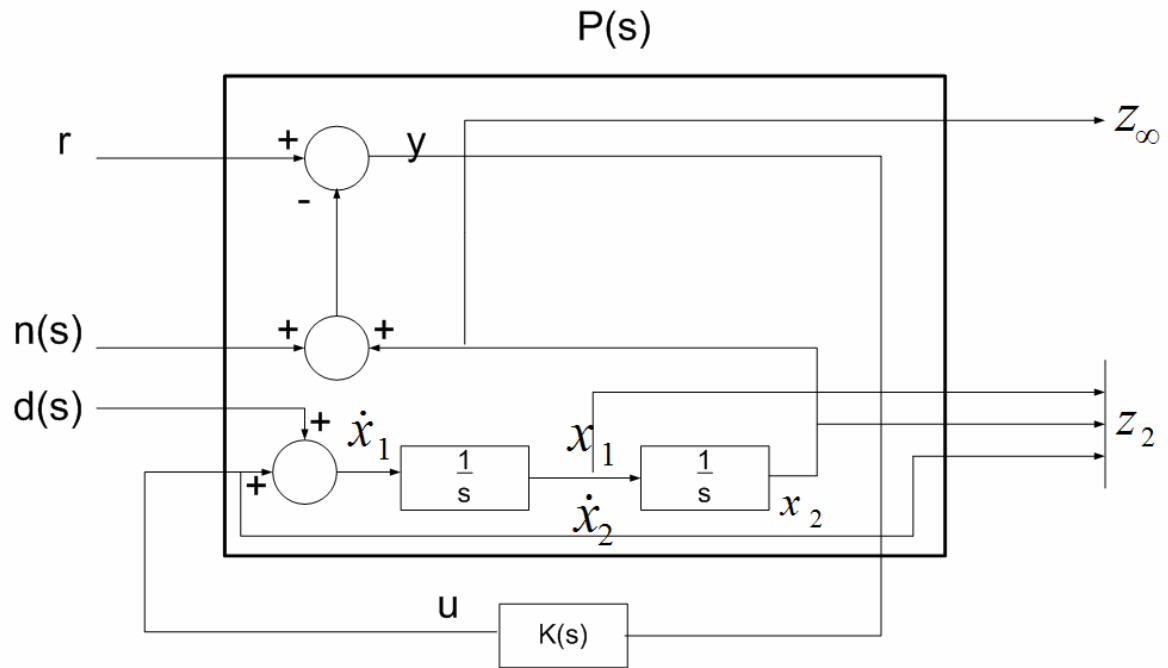 P(s)
z∞
r
+
y
-
n(s)
+
+
d(s)
+
ẋ₁
x₁
z₂
+
1/s
1/s
ẋ₂
x₂
u
K(s)